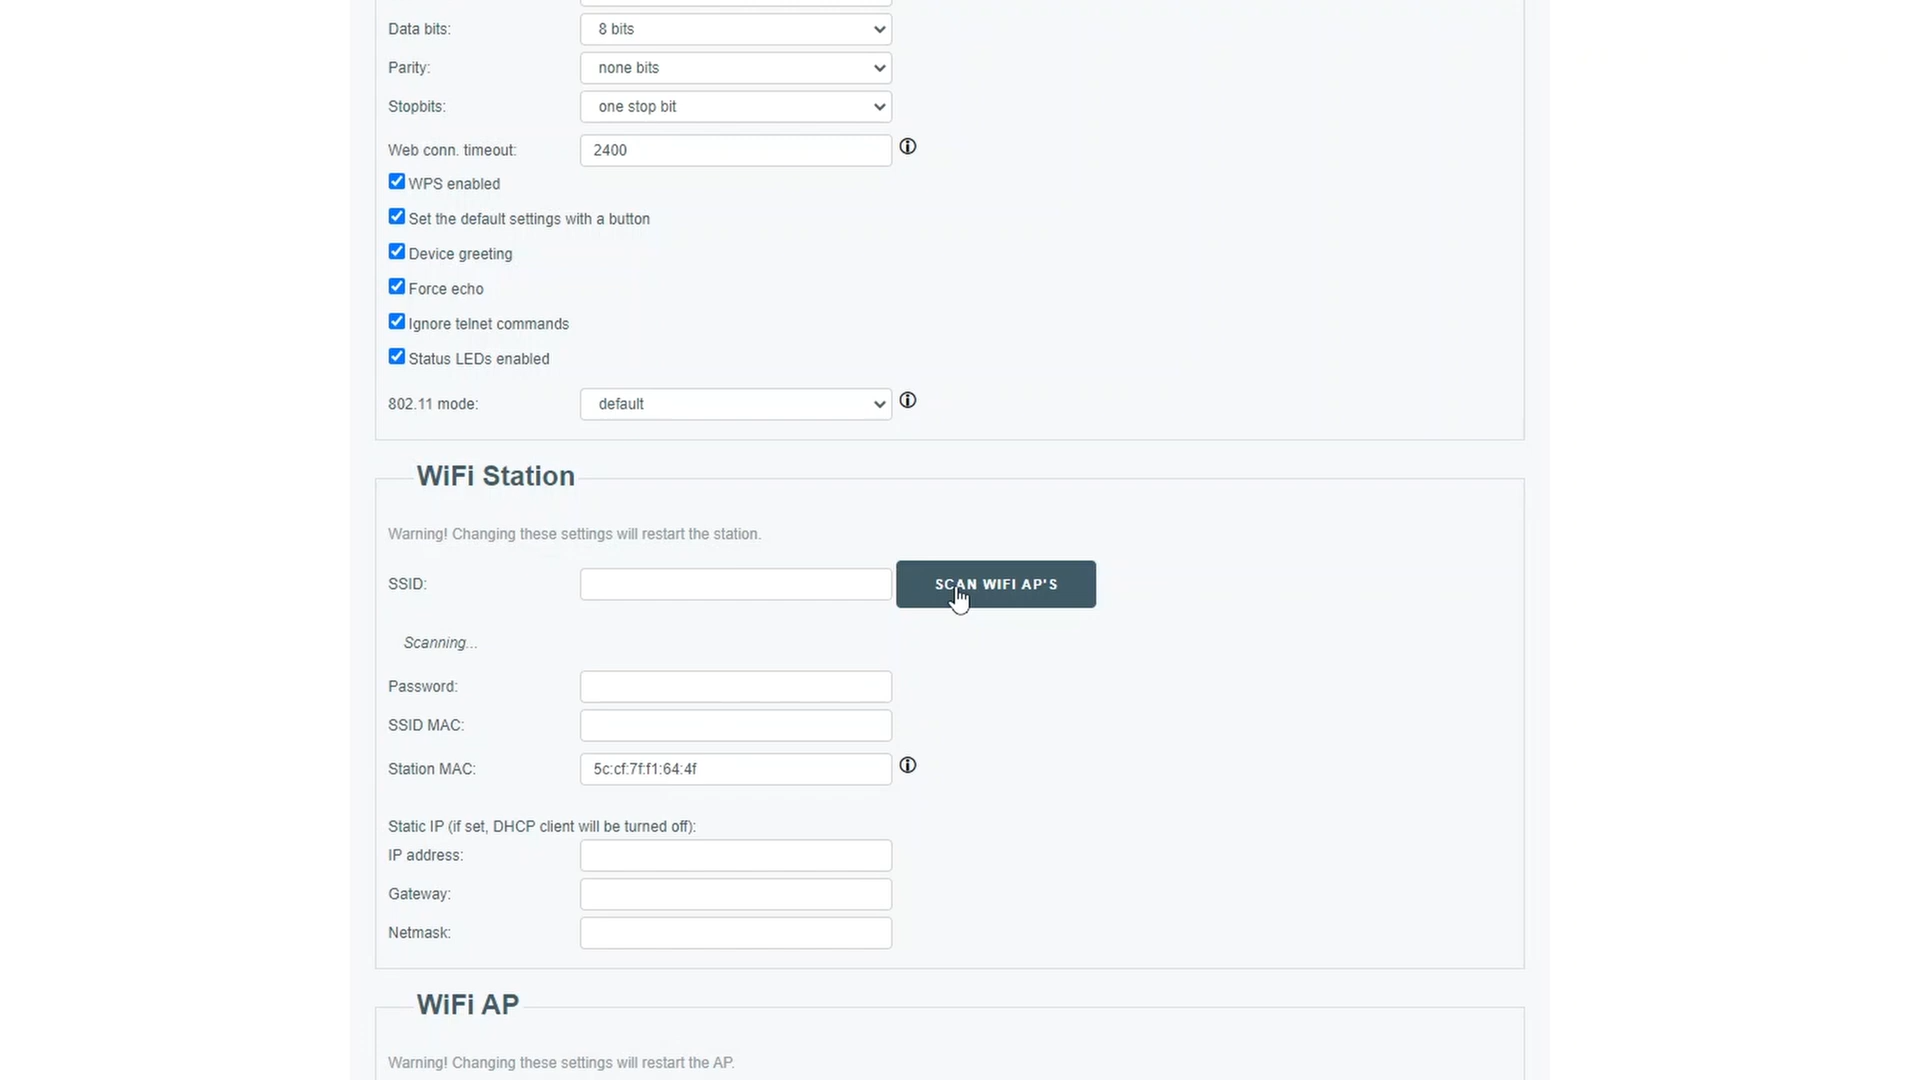 Data bits: 8 bits
Parity: none bits
Stopbits: one stop bit
Web conn. timeout: 2400
WPS enabled
Set the default settings with a button
Device greeting
Force echo
Ignore telnet commands
Status LEDs enabled
802.11 mode: default
WiFi Station
Warning! Changing these settings will restart the station.
SSID: SCAN WIFI AP'S
Scanning...
Password:
SSID MAC:
Station MAC: 5c:cf:7f:f1:64:4f
Static IP (if set, DHCP client will be turned off):
IP address:
Gateway:
Netmask:
WiFi AP
Warning! Changing these settings will restart the AP.